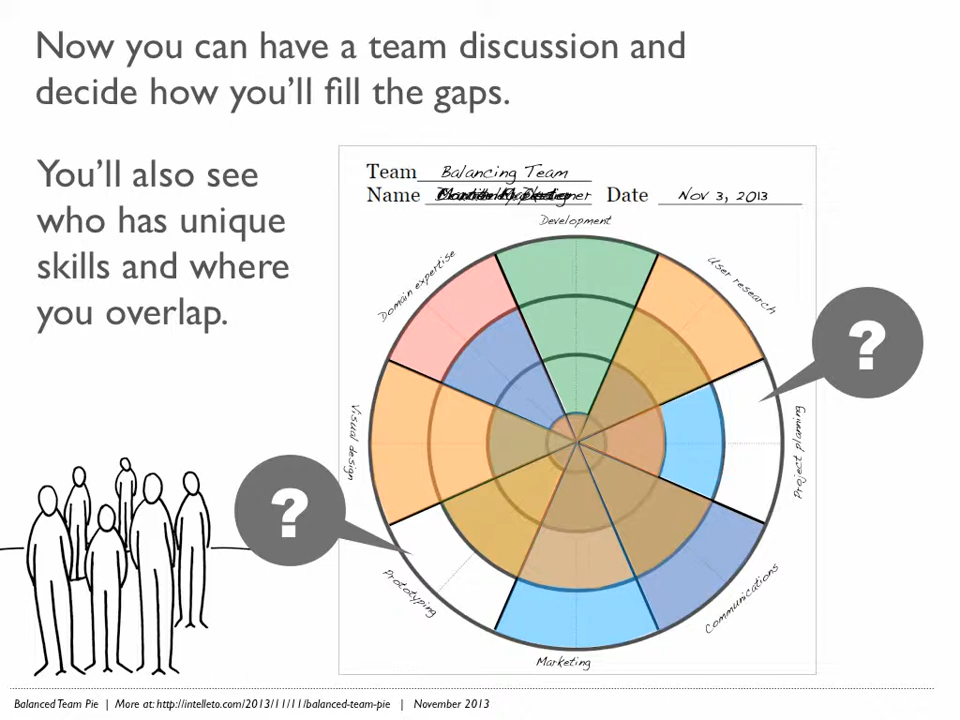 Now you can have a team discussion and
decide how you'll fill the gaps.
You'll also see
who has unique
skills and where
you overlap.
Team Balancing Team
Name Date Nov 3, 2013
Development
Domain expertise
User research
?
Visual design
Project planning
?
Prototyping
Communications
Marketing
Balanced Team Pie | More at: http://intelleto.com/2013/11/11/balanced-team-pie | November 2013